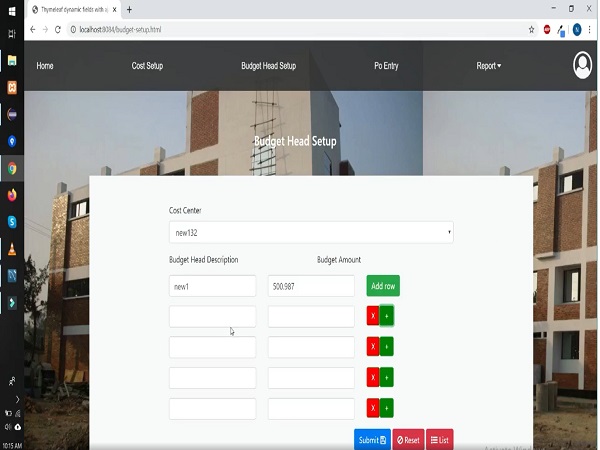 Thymeleaf dynamic fields with
localhost:8084/budget-setup.html
Home Cost Setup Budget Head Setup Po Entry Report
Budget Head Setup
Cost Center
new132
Budget Head Description Budget Amount
new1 500.987 Add row
X +
X +
X +
X +
Submit Reset List
10:15 AM